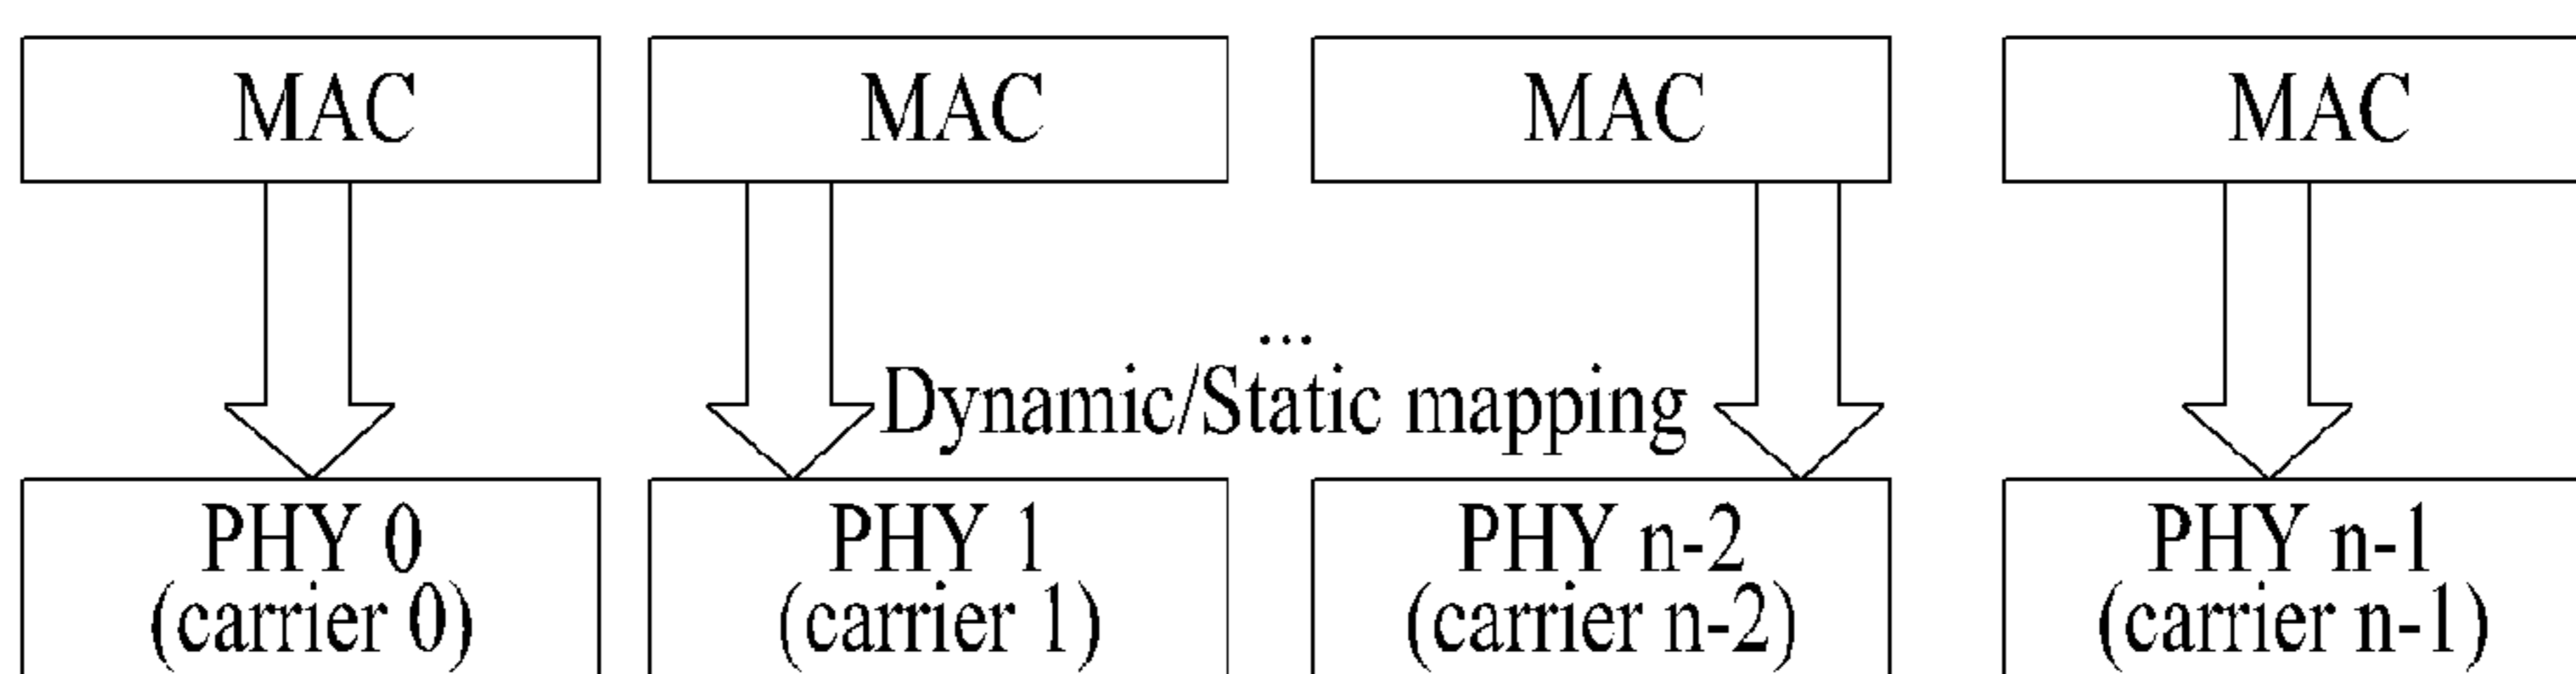 MAC MAC MAC MAC
...
Dynamic/Static mapping
PHY 0 PHY 1 PHY n-2 PHY n-1
(carrier 0) (carrier 1) (carrier n-2) (carrier n-1)